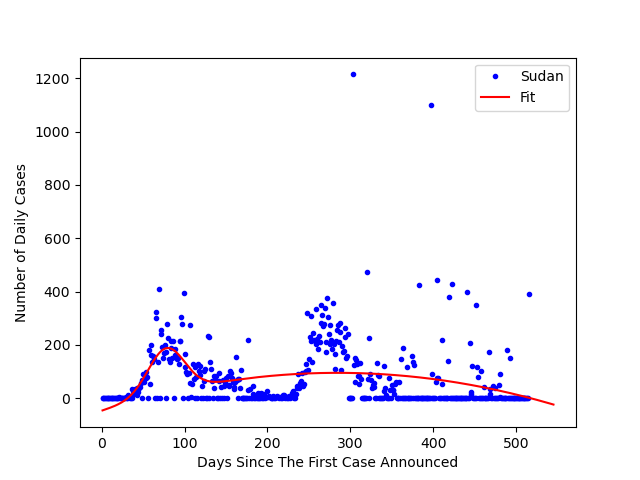 Sudan
Fit
Number of Daily Cases
1200
1000
800
600
400
200
0
0 100 200 300 400 500
Days Since The First Case Announced